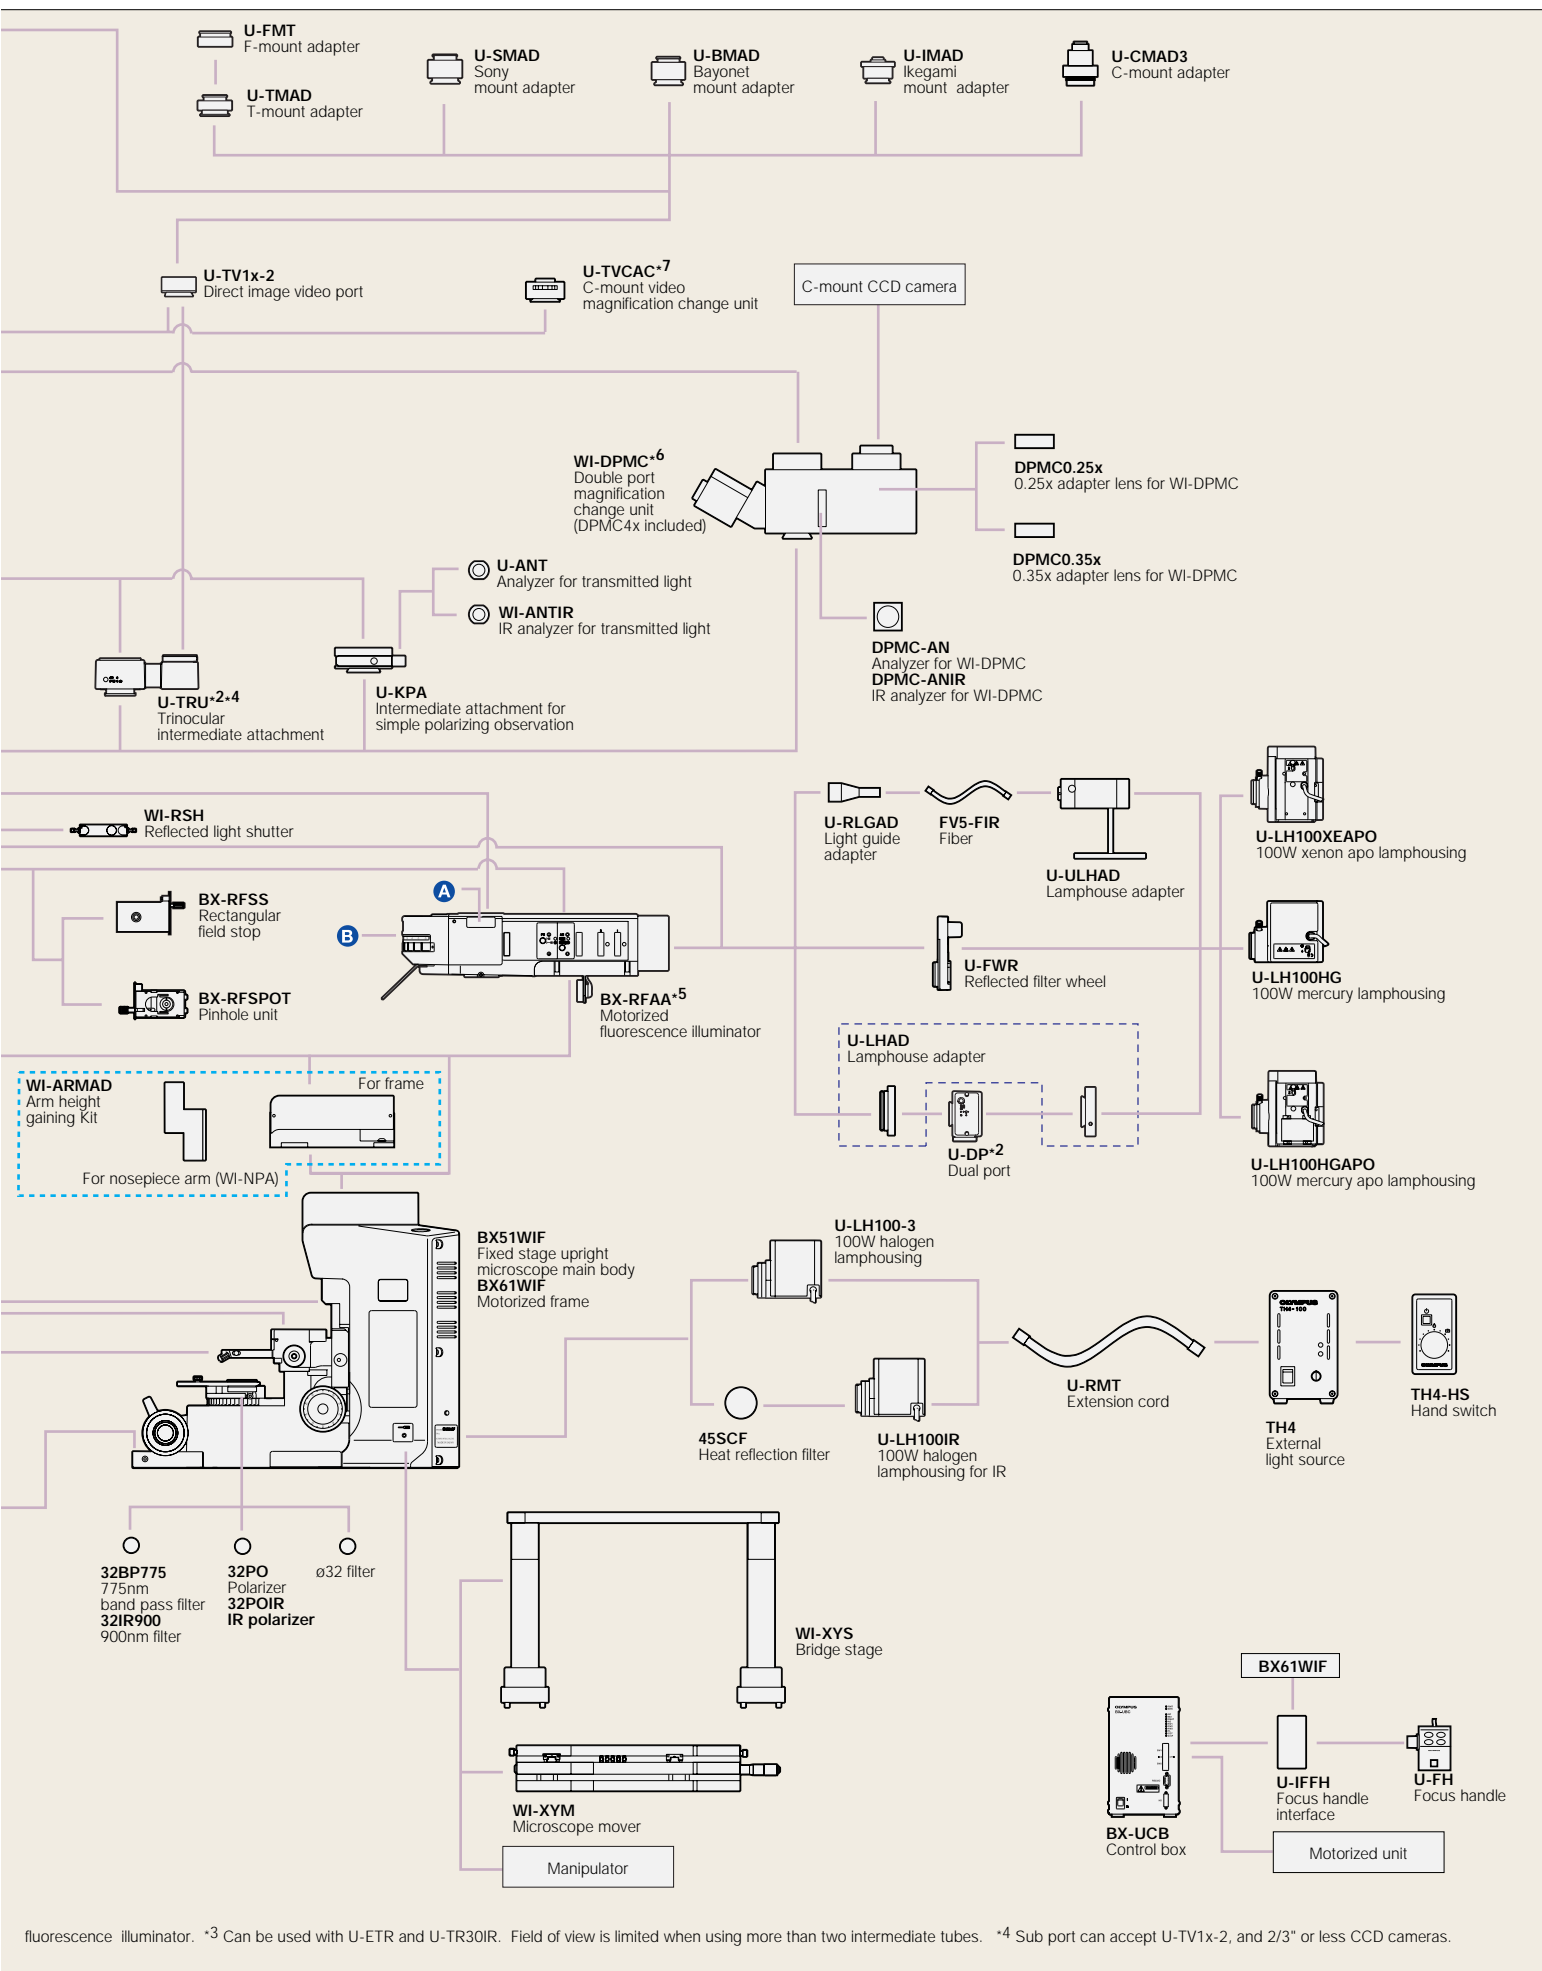 U-FMT
F-mount adapter
U-TMAD
T-mount adapter
U-SMAD
Sony
mount adapter
U-BMAD
Bayonet
mount adapter
U-IMAD
Ikegami
mount adapter
U-CMAD3
C-mount adapter
U-TV1x-2
Direct image video port
U-TVCAC*7
C-mount video
magnification change unit
C-mount CCD camera
WI-DPMC*6
Double port
magnification
change unit
(DPMC4x included)
DPMC0.25x
0.25x adapter lens for WI-DPMC
DPMC0.35x
0.35x adapter lens for WI-DPMC
U-ANT
Analyzer for transmitted light
WI-ANTIR
IR analyzer for transmitted light
DPMC-AN
Analyzer for WI-DPMC
DPMC-ANIR
IR analyzer for WI-DPMC
U-TRU*2*4
Trinocular
intermediate attachment
U-KPA
Intermediate attachment for
simple polarizing observation
WI-RSH
Reflected light shutter
U-RLGAD
Light guide
adapter
FV5-FIR
Fiber
U-ULHAD
Lamphouse adapter
U-LH100XEAPO
100W xenon apo lamphousing
A
B
BX-RFSS
Rectangular
field stop
BX-RFSPOT
Pinhole unit
BX-RFAA*5
Motorized
fluorescence illuminator
U-FWR
Reflected filter wheel
U-LH100HG
100W mercury lamphousing
U-LHAD
Lamphouse adapter
U-DP*2
Dual port
U-LH100HGAPO
100W mercury apo lamphousing
WI-ARMAD
Arm height
gaining Kit
For frame
For nosepiece arm (WI-NPA)
BX51WIF
Fixed stage upright
microscope main body
BX61WIF
Motorized frame
U-LH100-3
100W halogen
lamphousing
45SCF
Heat reflection filter
U-LH100IR
100W halogen
lamphousing for IR
U-RMT
Extension cord
OLYMPUS
TH4-100
TH4
External
light source
OLYMPUS
TH4-HS
Hand switch
32BP775
775nm
band pass filter
32IR900
900nm filter
32PO
Polarizer
32POIR
IR polarizer
ø32 filter
WI-XYS
Bridge stage
WI-XYM
Microscope mover
Manipulator
BX61WIF
OLYMPUS
BX-UCB
Control box
U-IFFH
Focus handle
interface
U-FH
Focus handle
Motorized unit
fluorescence illuminator. *3 Can be used with U-ETR and U-TR30IR. Field of view is limited when using more than two intermediate tubes. *4 Sub port can accept U-TV1x-2, and 2/3" or less CCD cameras.